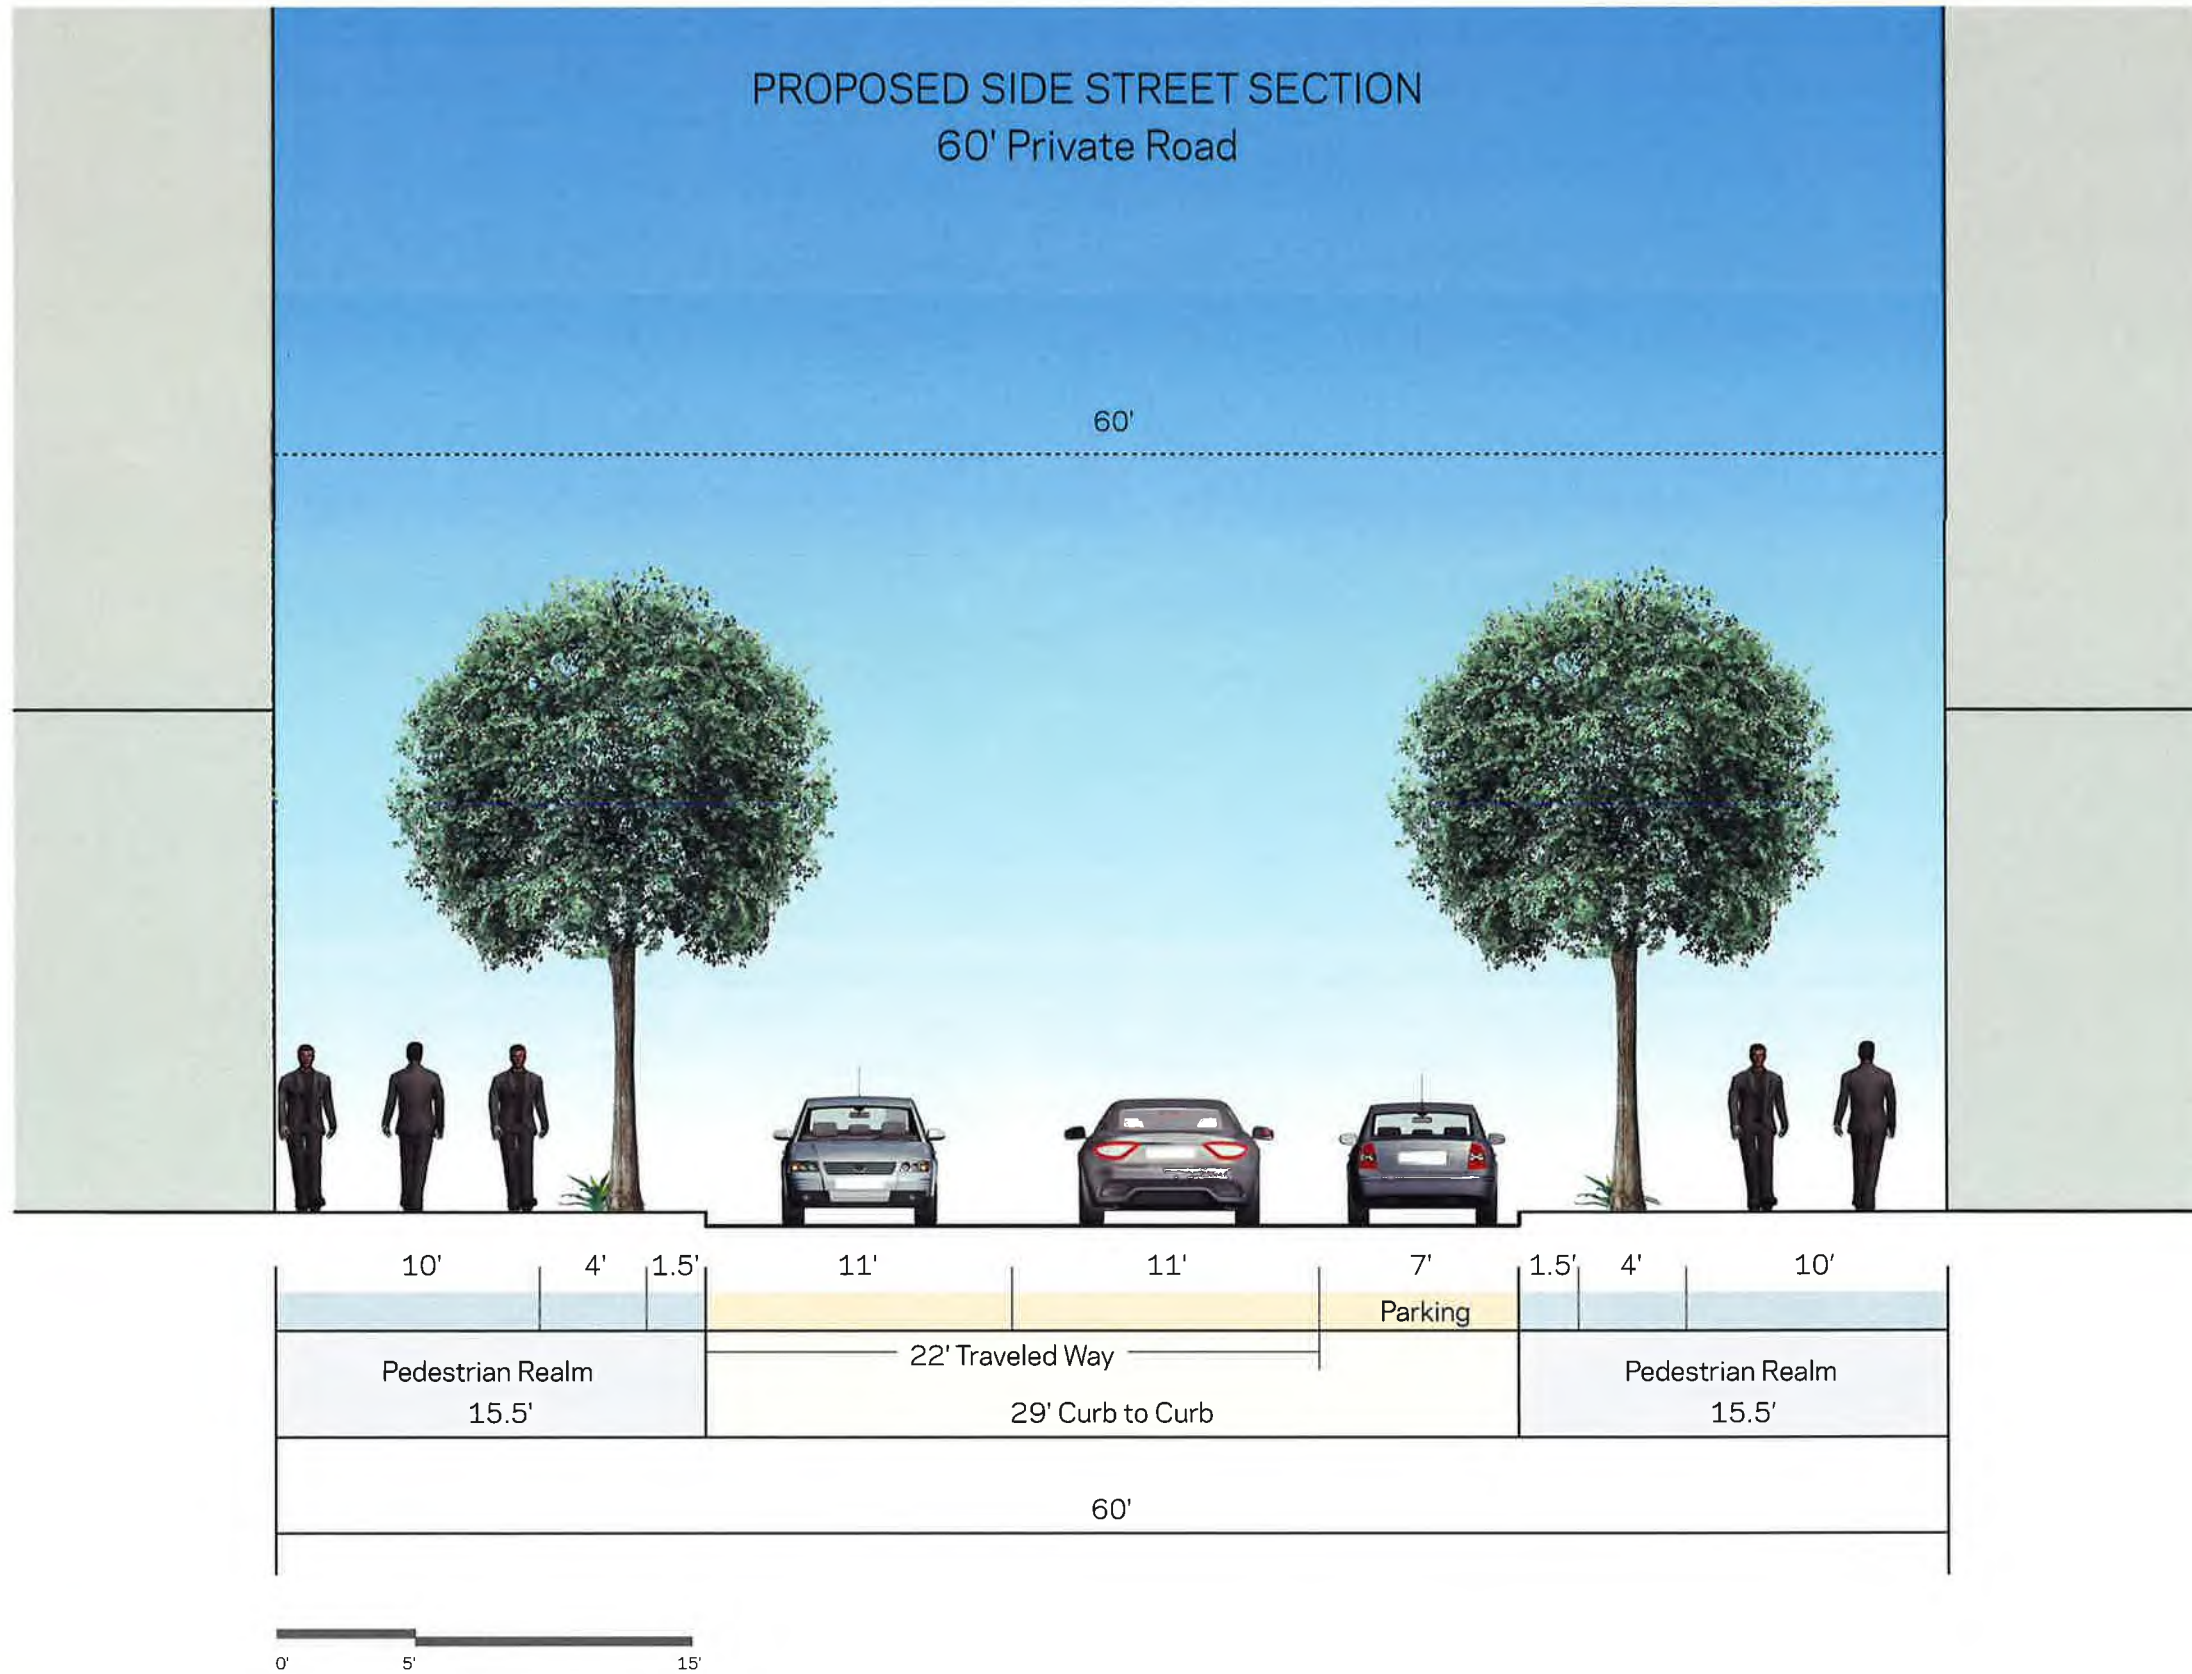 PROPOSED SIDE STREET SECTION
60' Private Road
60'
10' 4' 1.5' 11' 11' 7' 1.5' 4' 10'
Parking
22' Traveled Way
Pedestrian Realm Pedestrian Realm
15.5' 29' Curb to Curb 15.5'
60'
0' 5' 15'